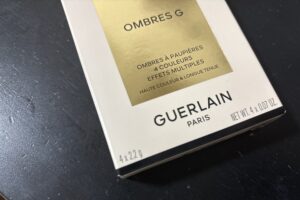 OMBRES G
OMBRES À PAUPIÈRES
4 COULEURS
EFFETS MULTIPLES
HAUTE COULEUR & LONGUE TENUE
GUERLAIN
PARIS
4 x 2.2 g
NET WT. 4 x 0.07 OZ